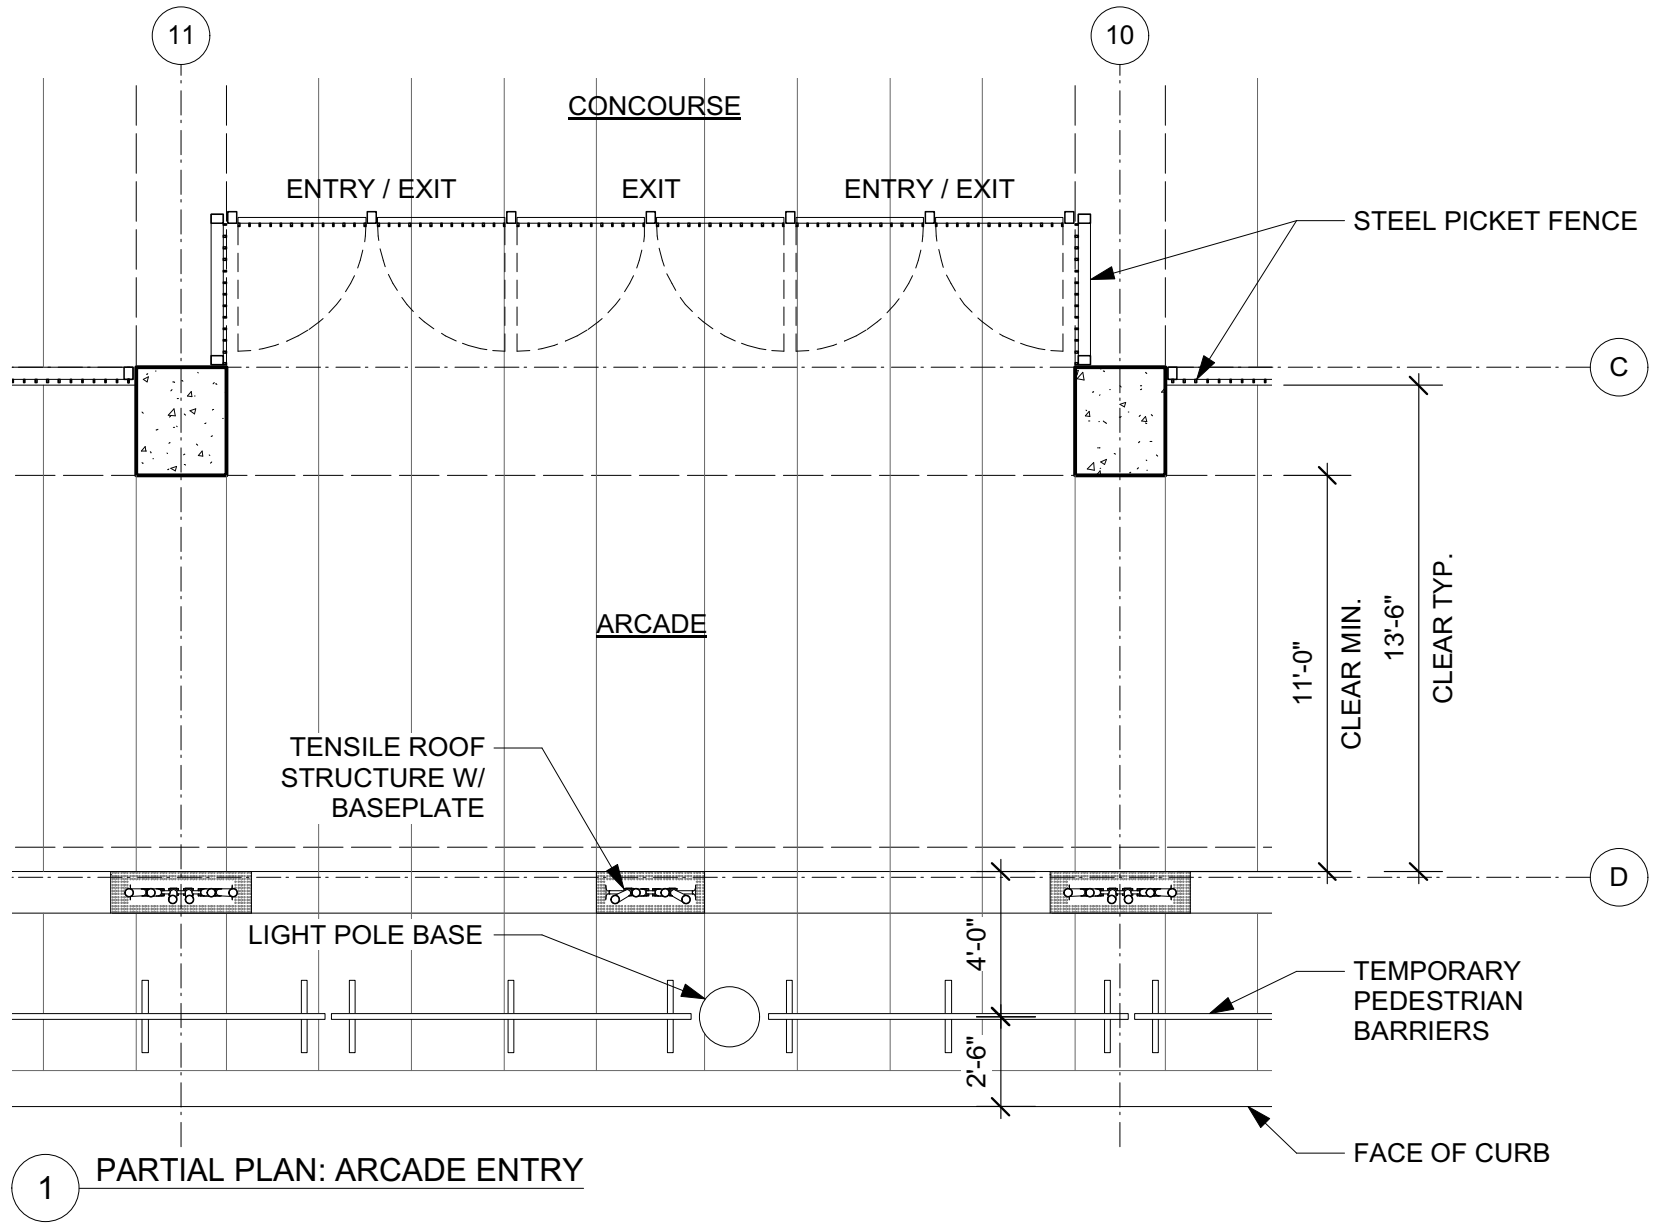 11
10
CONCOURSE
ENTRY / EXIT
EXIT
ENTRY / EXIT
STEEL PICKET FENCE
C
11'-0"
CLEAR MIN.
13'-6"
CLEAR TYP.
ARCADE
TENSILE ROOF
STRUCTURE W/
BASEPLATE
D
LIGHT POLE BASE
4'-0"
2'-6"
TEMPORARY
PEDESTRIAN
BARRIERS
FACE OF CURB
1
PARTIAL PLAN: ARCADE ENTRY